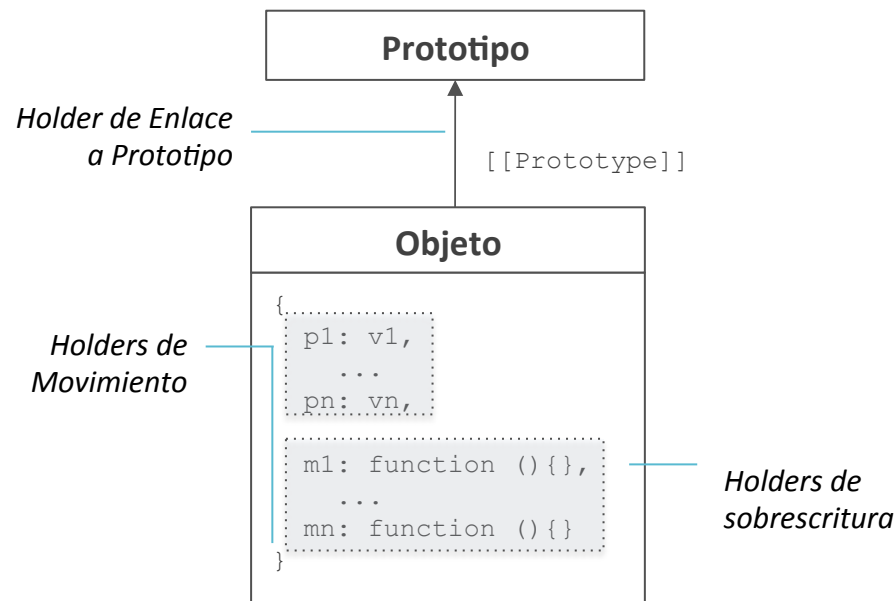 Prototipo
Holder de Enlace
a Prototipo
[[Prototype]]
Objeto
{
p1: v1,
...
pn: vn,
Holders de
Movimiento
m1: function (){},
...
mn: function (){}
}
Holders de
sobrescritura